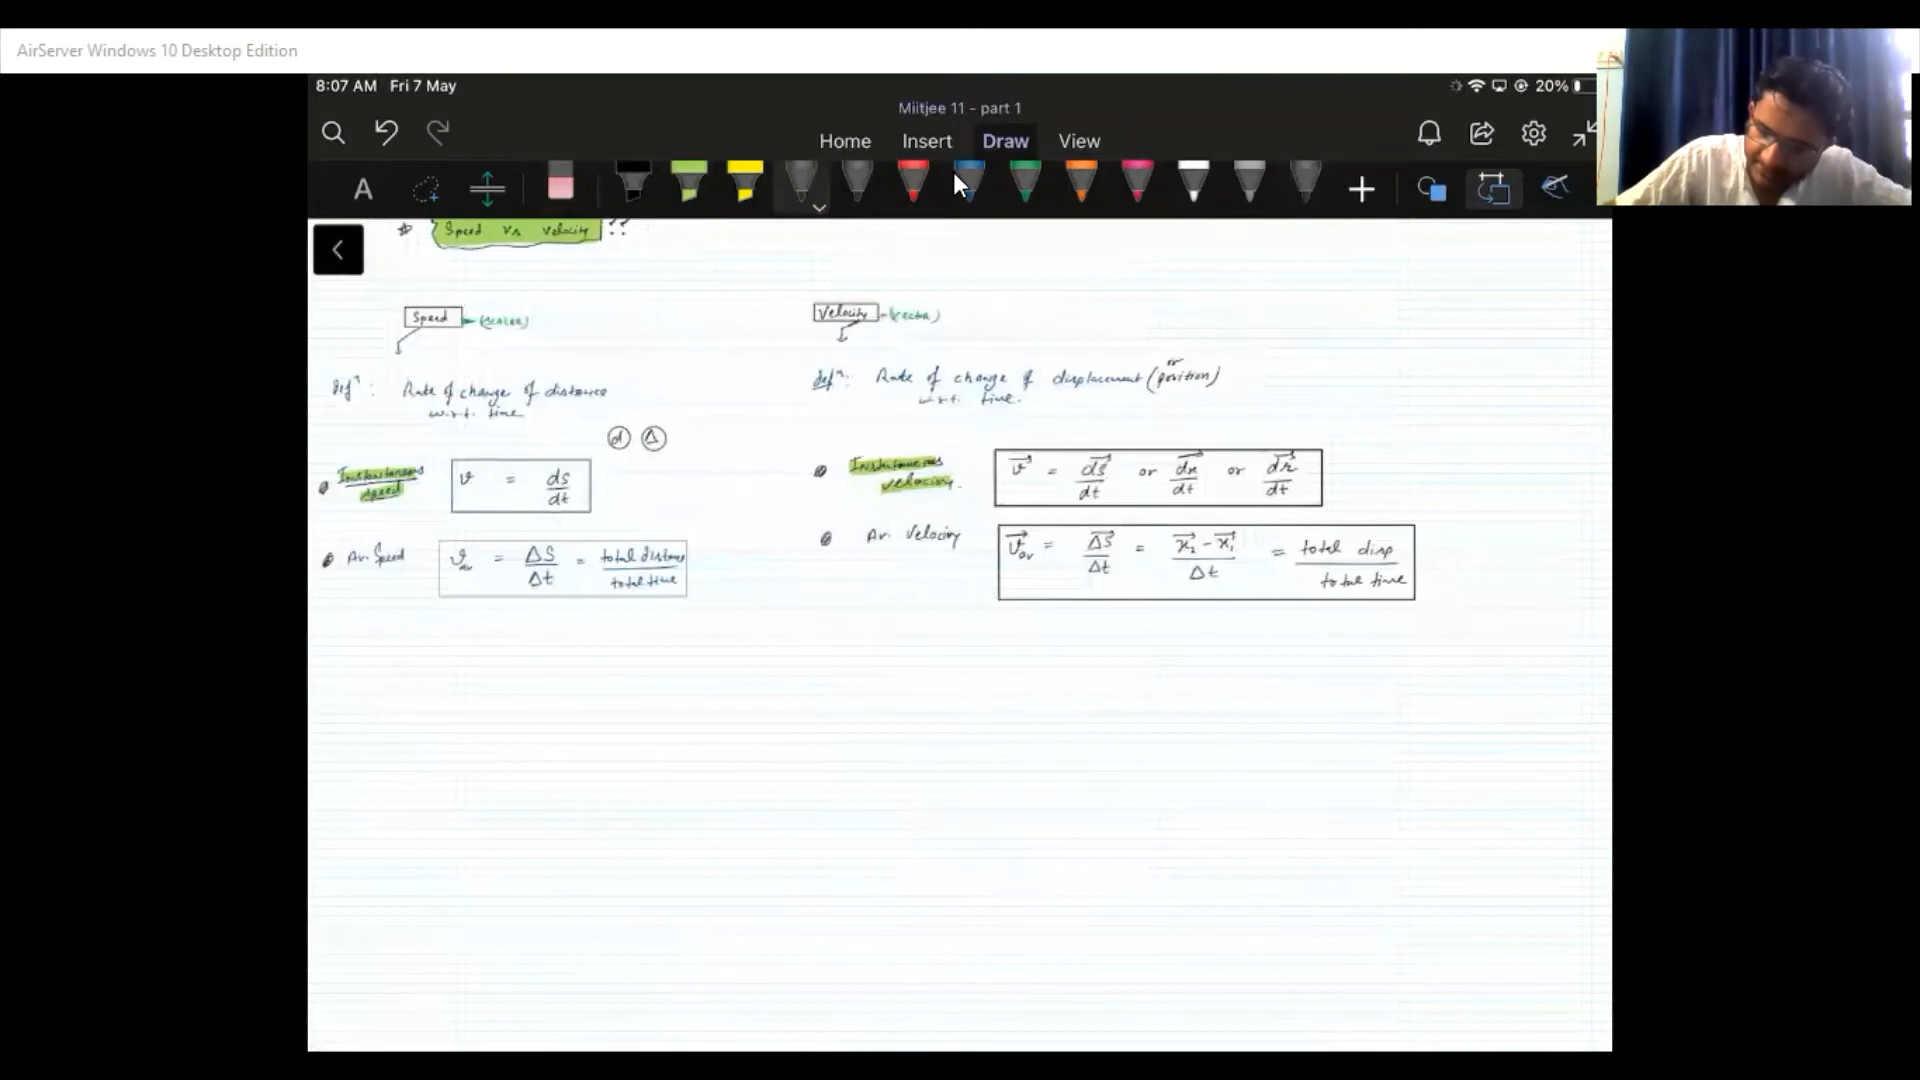 AirServer Windows 10 Desktop Edition
8:07 AM Fri 7 May
20%
Miitjee 11 - part 1
Home Insert Draw View
A
Speed vs velocity ??
Speed (SCALER)
Velocity - (VECTOR)
defⁿ : Rate of change of distance
w.r.t. time
defⁿ: Rate of change of displacement (or position)
w.r.t. time.
d Δ
Instantaneous speed v = ds/dt
Instantaneous velocity. v⃗ = ds⃗/dt or dx⃗/dt or dr⃗/dt
Av. Speed v_av = ΔS/Δt = total distance/total time
Av. Velocity v⃗_av = Δs⃗/Δt = x⃗₂ - x⃗₁/Δt = total disp/total time